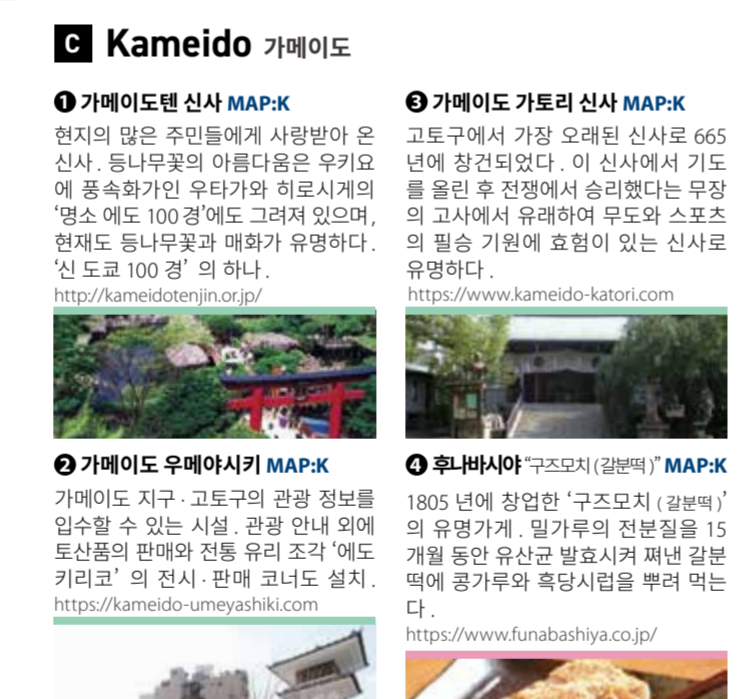 C Kameido 가메이도
❶ 가메이도텐 신사 MAP:K
현지의 많은 주민들에게 사랑받아 온
신사. 등나무꽃의 아름다움은 우키요
에 풍속화가인 우타가와 히로시게의
‘명소 에도 100경’에도 그려져 있으며,
현재도 등나무꽃과 매화가 유명하다.
‘신 도쿄 100 경’ 의 하나.
http://kameidotenjin.or.jp/
❷ 가메이도 우메야시키 MAP:K
가메이도 지구·고토구의 관광 정보를
입수할 수 있는 시설. 관광 안내 외에
토산품의 판매와 전통 유리 조각 ‘에도
키리코’ 의 전시·판매 코너도 설치.
https://kameido-umeyashiki.com
❸ 가메이도 가토리 신사 MAP:K
고토구에서 가장 오래된 신사로 665
년에 창건되었다. 이 신사에서 기도
를 올린 후 전쟁에서 승리했다는 무장
의 고사에서 유래하여 무도와 스포츠
의 필승 기원에 효험이 있는 신사로
유명하다.
https://www.kameido-katori.com
❹ 후나바시야 “구즈모치 (갈분떡)” MAP:K
1805 년에 창업한 ‘구즈모치 (갈분떡)’
의 유명가게. 밀가루의 전분질을 15
개월 동안 유산균 발효시켜 쪄낸 갈분
떡에 콩가루와 흑당시럽을 뿌려 먹는
다.
https://www.funabashiya.co.jp/